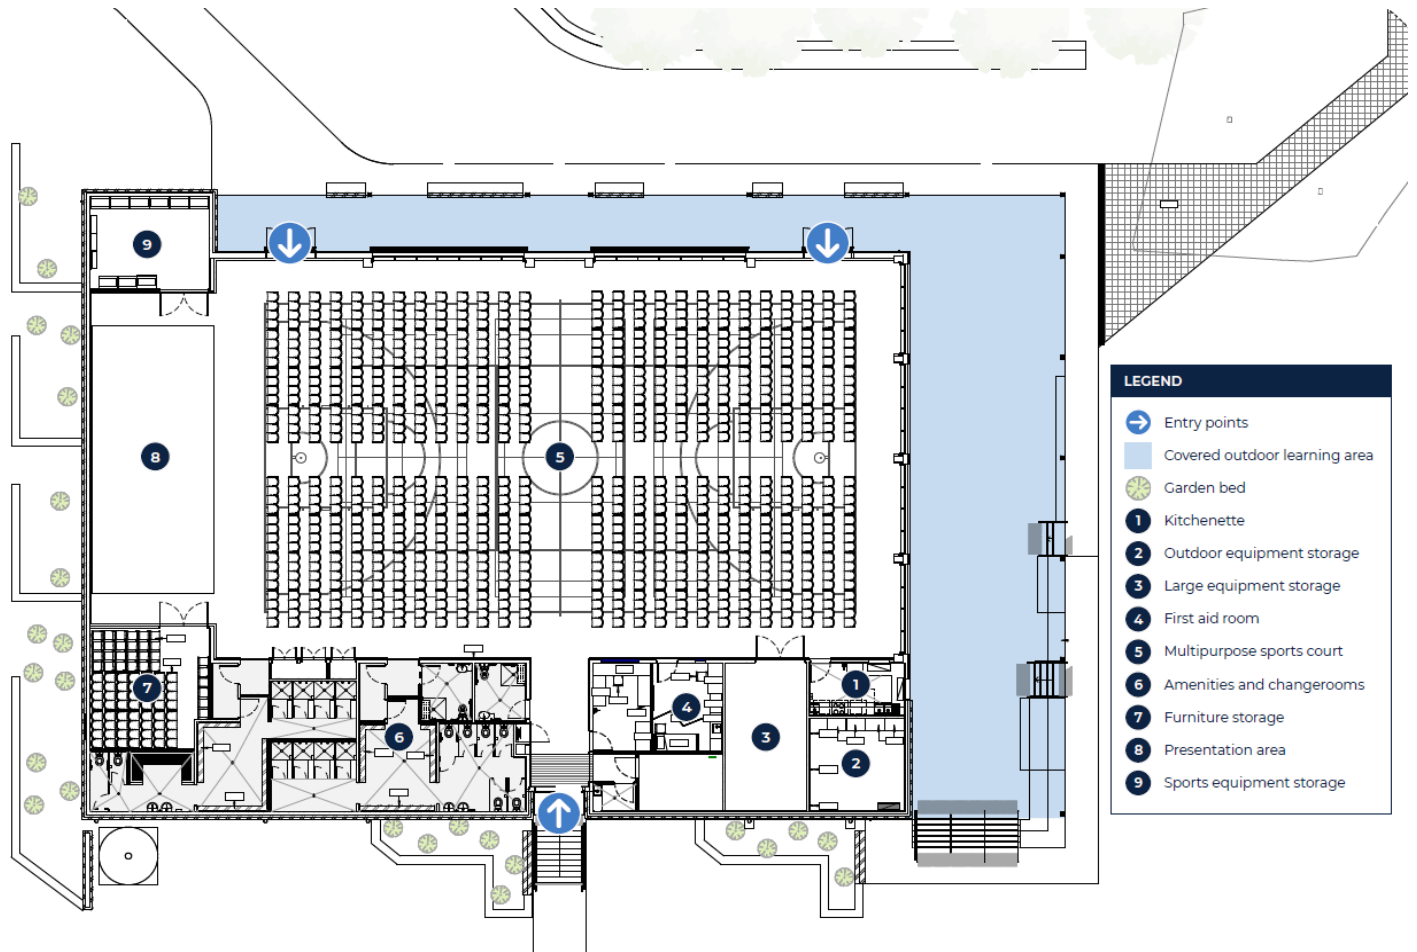 9
8
5
7
6
4
3
1
2
LEGEND
Entry points
Covered outdoor learning area
Garden bed
1 Kitchenette
2 Outdoor equipment storage
3 Large equipment storage
4 First aid room
5 Multipurpose sports court
6 Amenities and changerooms
7 Furniture storage
8 Presentation area
9 Sports equipment storage